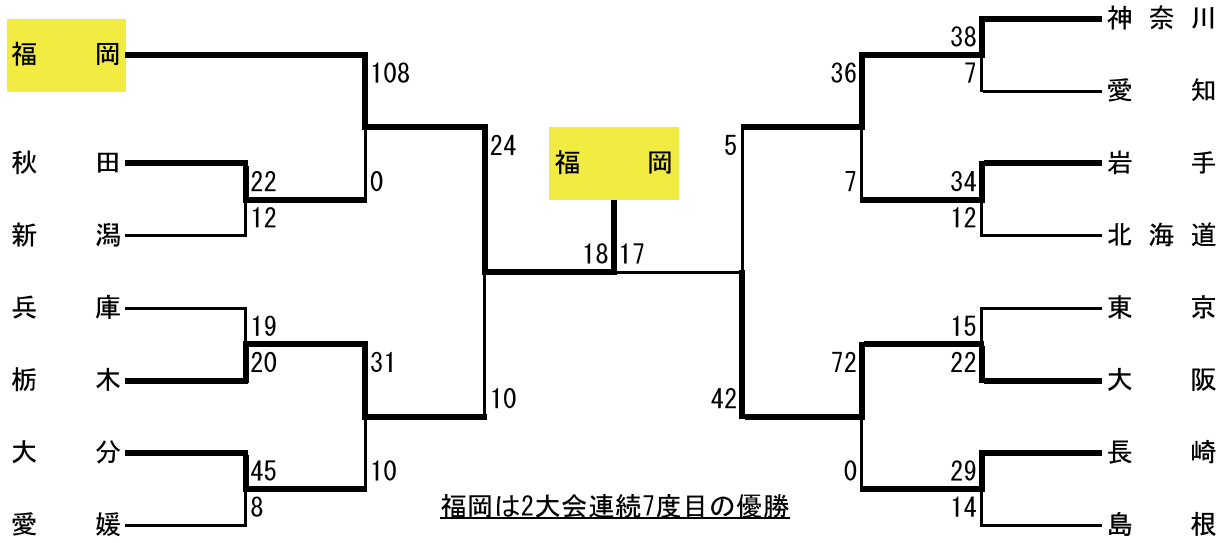 福岡
108
秋田
22
0
新潟
12
24
兵庫
19
栃木
20
31
10
大分
45
10
愛媛
8
福岡
18 17
神奈川
38
36
7
愛知
5
岩手
7
34
12
北海道
東京
15
72
22
大阪
42
長崎
0
29
14
島根
福岡は2大会連続7度目の優勝